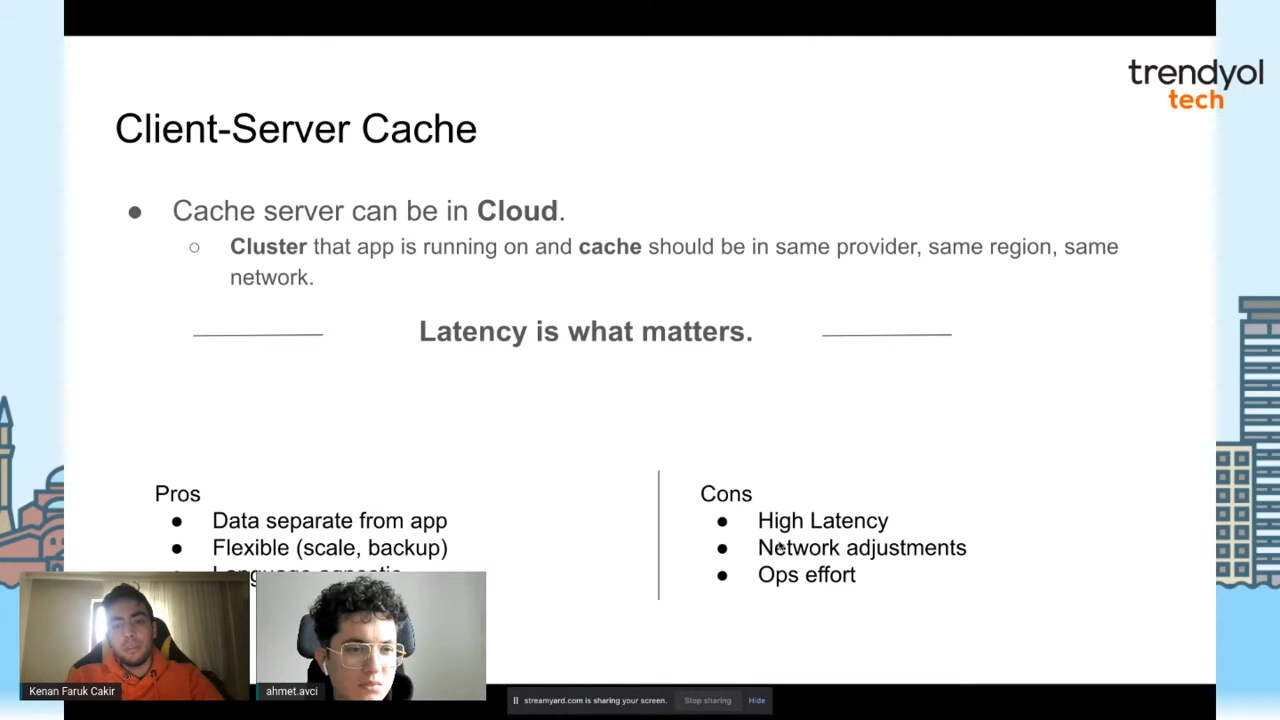 trendyol
tech
Client-Server Cache
● Cache server can be in Cloud.
○ Cluster that app is running on and cache should be in same provider, same region, same
network.
Latency is what matters.
Pros
● Data separate from app
● Flexible (scale, backup)
● Language agnostic
Cons
● High Latency
● Network adjustments
● Ops effort
Kenan Faruk Cakir
ahmet.avci
streamyard.com is sharing your screen.
Stop sharing
Hide